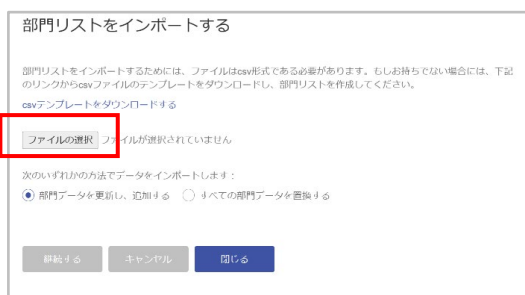 部門リストをインポートする
部門リストをインポートするためには、ファイルはcsv形式である必要があります。もしお持ちでない場合には、下記
のリンクからcsvファイルのテンプレートをダウンロードし、部門リストを作成してください。
csvテンプレートをダウンロードする
ファイルの選択 ファイルが選択されていません
次のいずれかの方法でデータをインポートします：
部門データを更新し、追加する すべての部門データを置換する
継続する キャンセル 閉じる